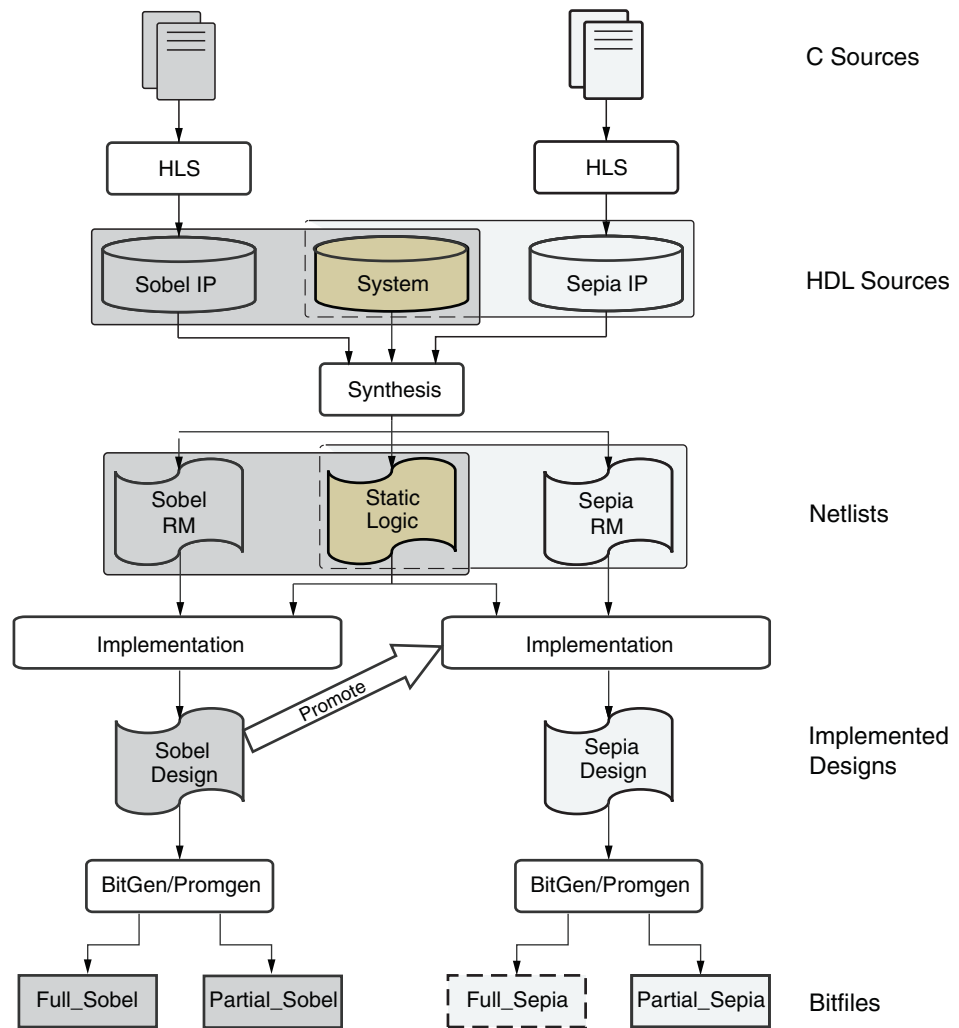 C Sources
HLS
HLS
Sobel IP
System
Sepia IP
HDL Sources
Synthesis
Sobel
RM
Static
Logic
Sepia
RM
Netlists
Implementation
Implementation
Promote
Sobel
Design
Sepia
Design
Implemented
Designs
BitGen/Promgen
BitGen/Promgen
Full_Sobel
Partial_Sobel
Full_Sepia
Partial_Sepia
Bitfiles